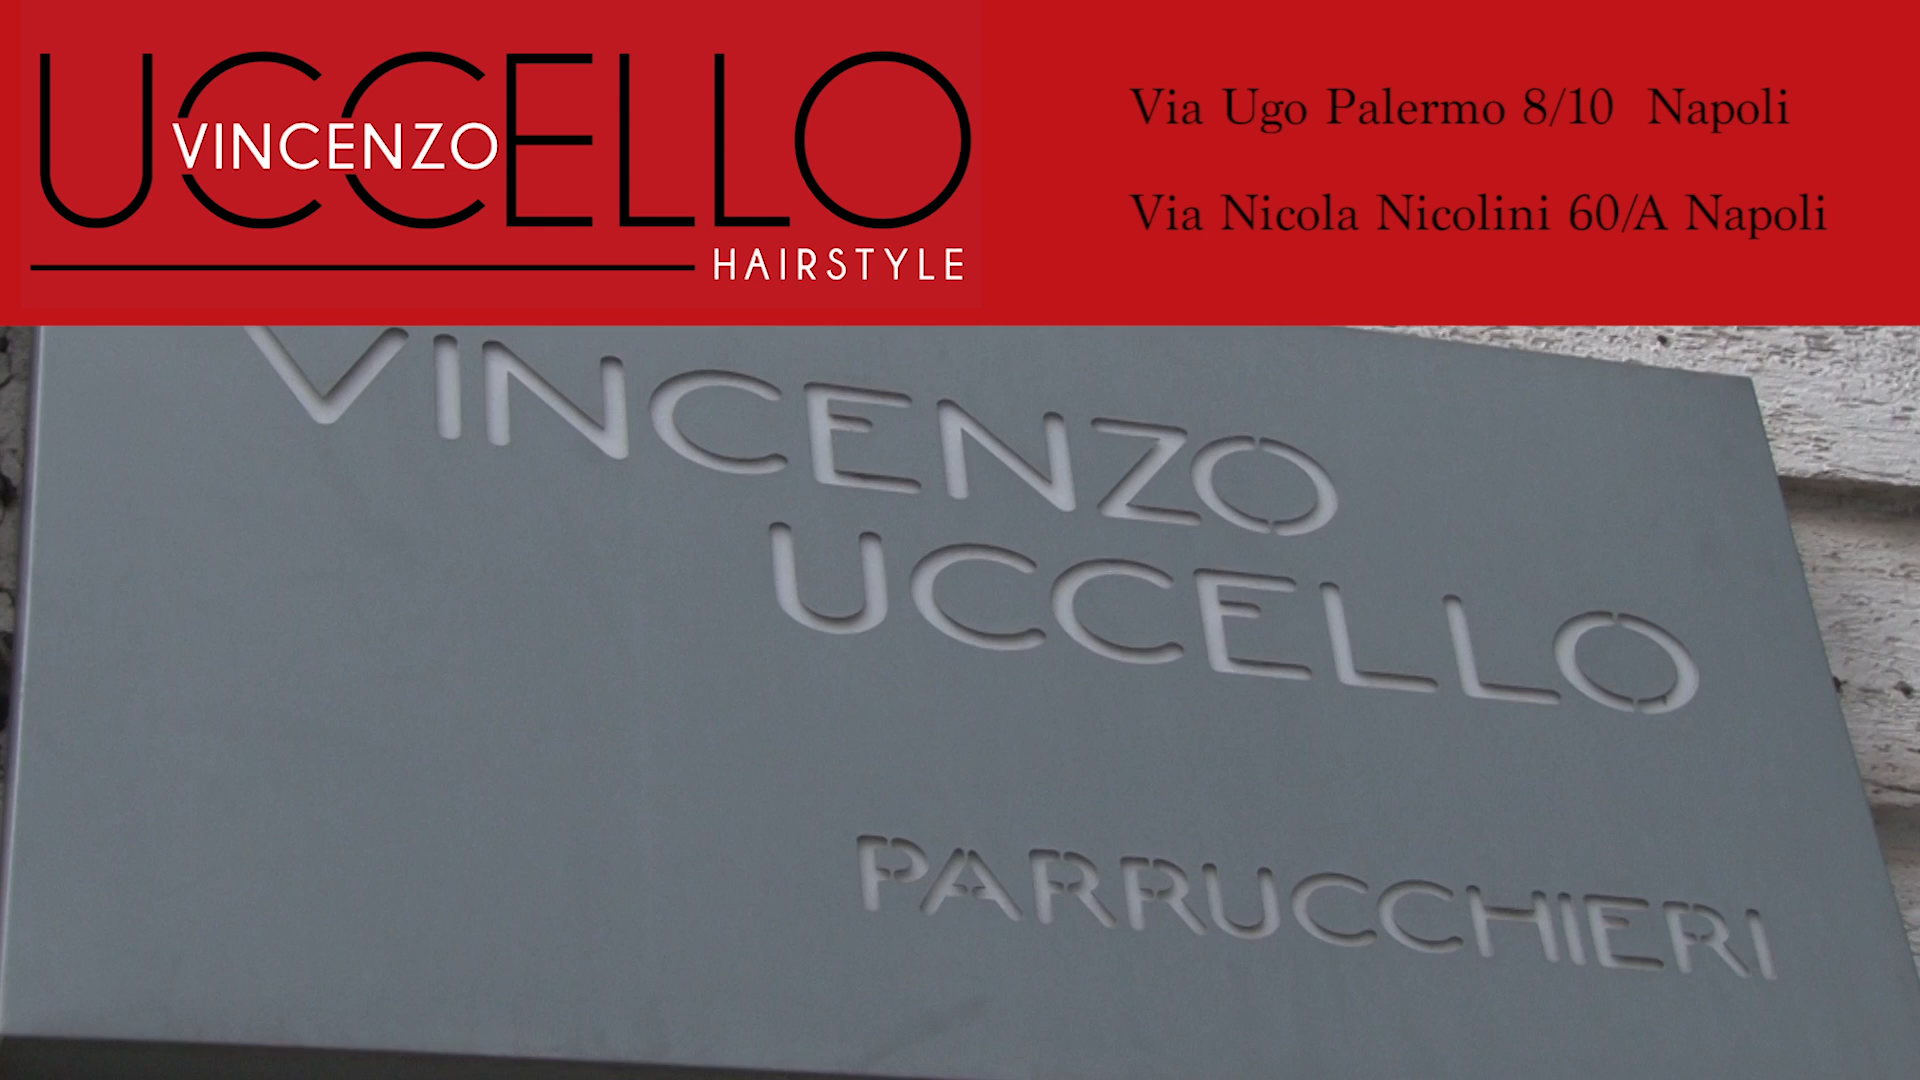 UCCELLO
VINCENZO
HAIRSTYLE
Via Ugo Palermo 8/10 Napoli
Via Nicola Nicolini 60/A Napoli
VINCENZO
UCCELLO
PARRUCCHIERI